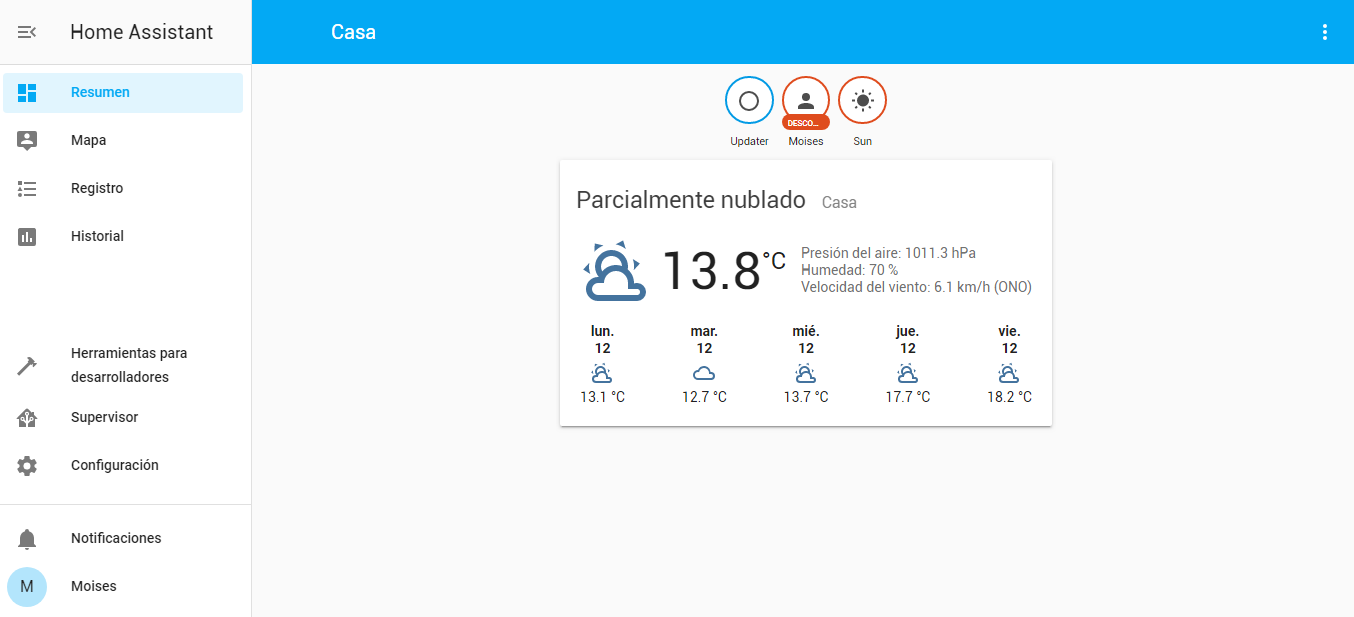 Home Assistant
Casa
Resumen
Mapa
Registro
Historial
Herramientas para
desarrolladores
Supervisor
Configuración
Notificaciones
M
Moises
DESCO...
Updater
Moises
Sun
Parcialmente nublado Casa
13.8 °C
Presión del aire: 1011.3 hPa
Humedad: 70 %
Velocidad del viento: 6.1 km/h (ONO)
lun. mar. mié. jue. vie.
12 12 12 12 12
13.1 °C 12.7 °C 13.7 °C 17.7 °C 18.2 °C